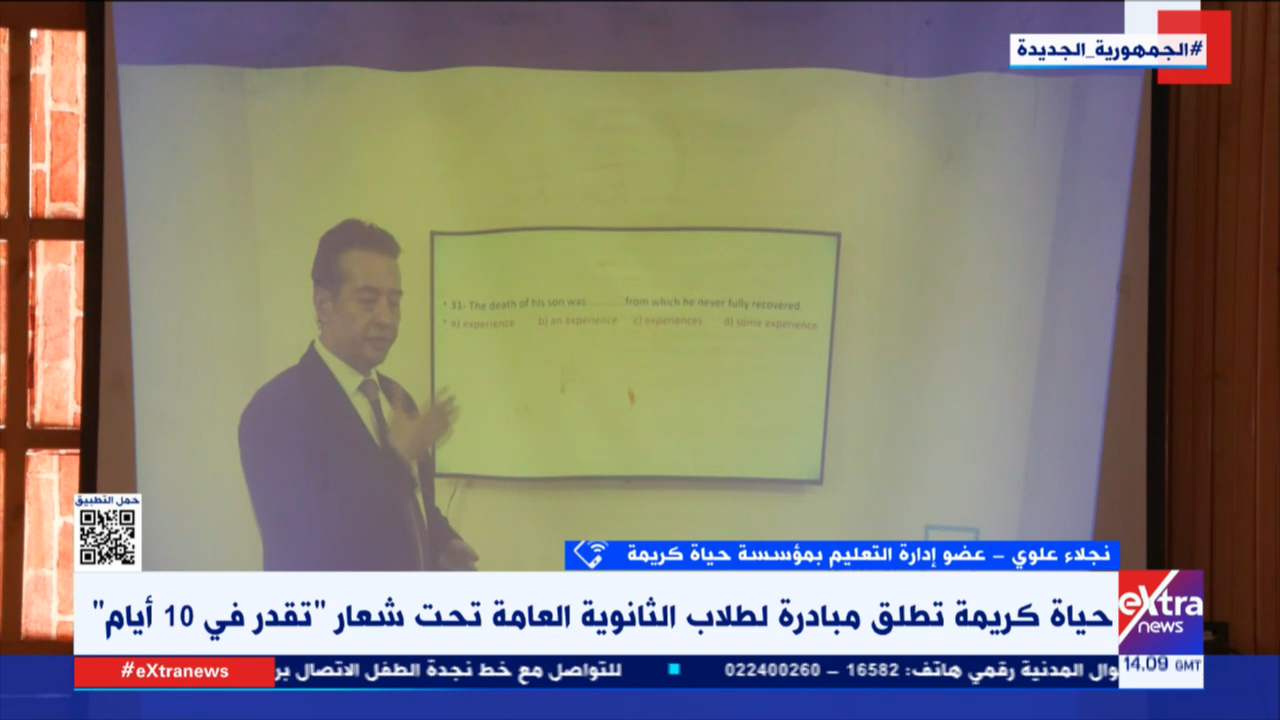 #الجمهورية_الجديدة
• 31- The death of his son was .......... from which he never fully recovered.
• a) experience b) an experience c) experiences d) some experience
حمل التطبيق
نجلاء علوي – عضو إدارة التعليم بمؤسسة حياة كريمة
حياة كريمة تطلق مبادرة لطلاب الثانوية العامة تحت شعار "تقدر في 10 أيام"
eXtra news
#eXtranews
وال المدنية رقمي هاتف: 16582 – 022400260 ■ للتواصل مع خط نجدة الطفل الاتصال بر
14.09 GMT